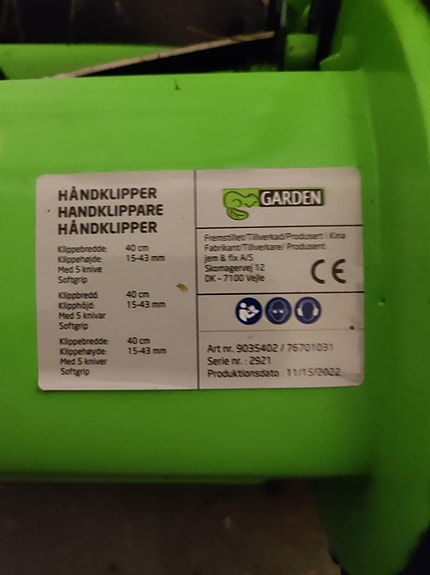 HÅNDKLIPPER
HANDKLIPPARE
HÅNDKLIPPER
Klippebredde: 40 cm
Klippehøjde: 15-43 mm
Med 5 knive
Softgrip
Klippbredd: 40 cm
Klipphöjd: 15-43 mm
Med 5 knivar
Softgrip
Klippebredde: 40 cm
Klippehøyde: 15-43 mm
Med 5 kniver
Softgrip
GARDEN
Fremstillet/Tillverkad/Produsert i Kina
Fabrikant/Tillverkare/ Produsent
jem & fix A/S
Skomagervej 12
DK - 7100 Vejle
CE
Art nr. 9035402 / 76701031
Serie nr. : 2921
Produktionsdato : 11/15/2022